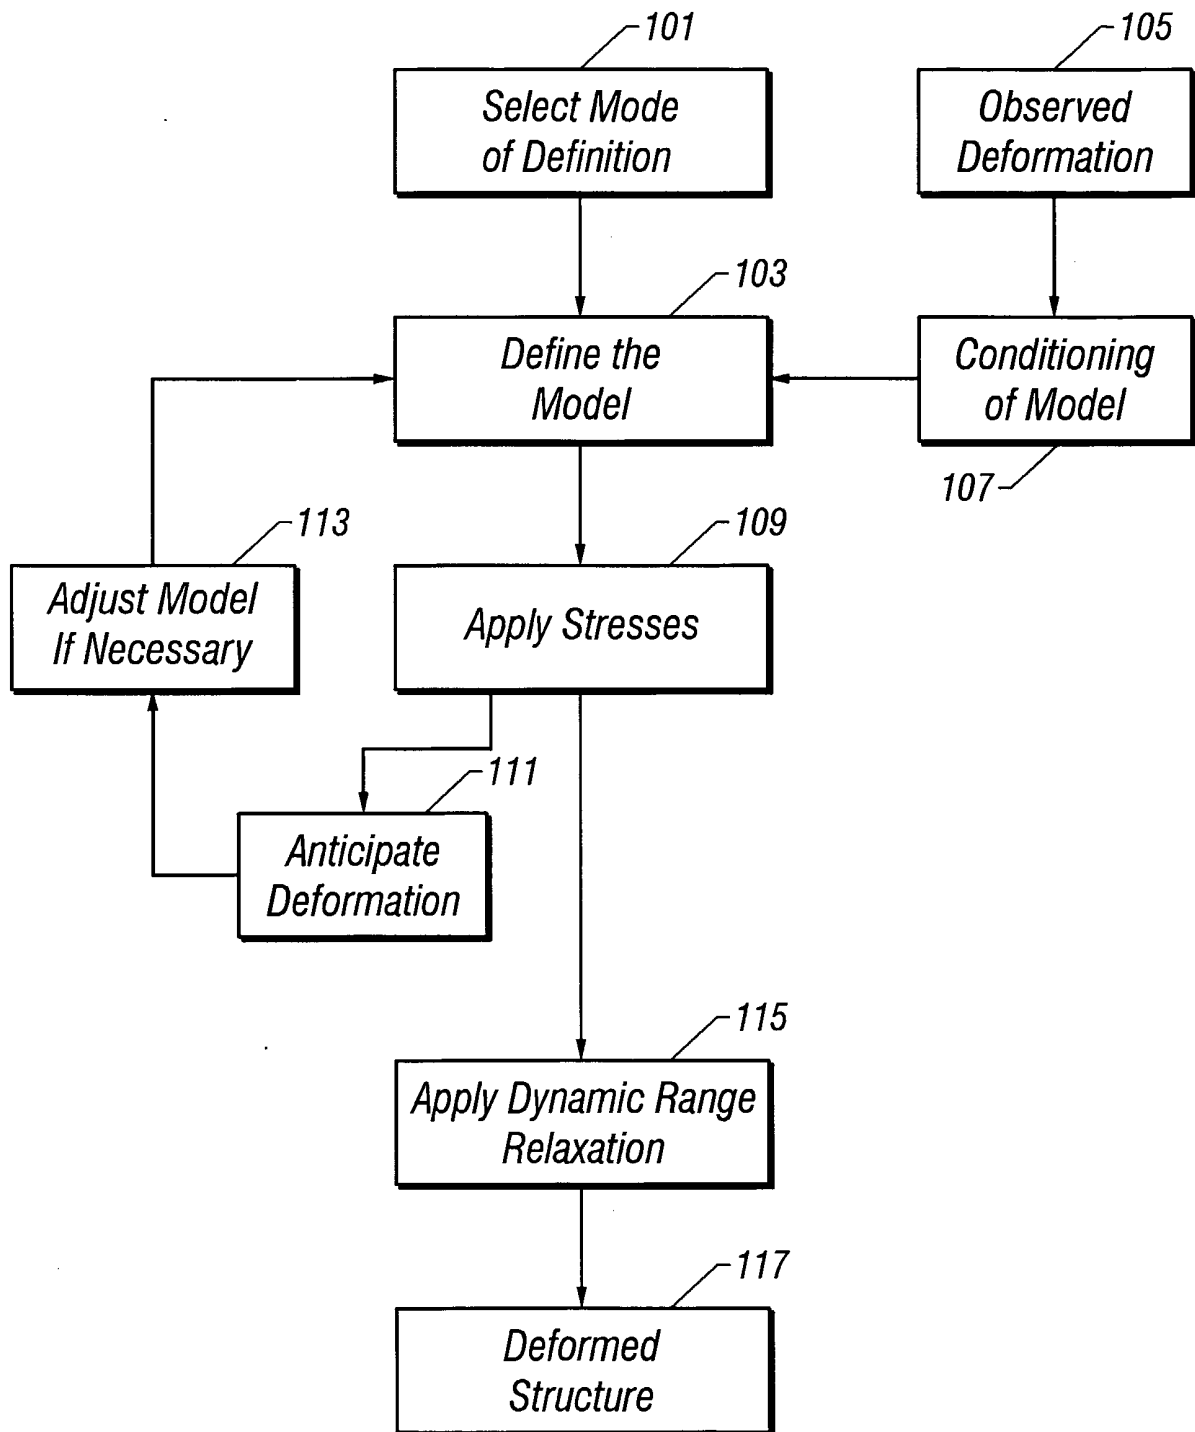 101
Select Mode
of Definition
105
Observed
Deformation
103
Define the
Model
Conditioning
of Model
107
113
Adjust Model
If Necessary
109
Apply Stresses
111
Anticipate
Deformation
115
Apply Dynamic Range
Relaxation
117
Deformed
Structure